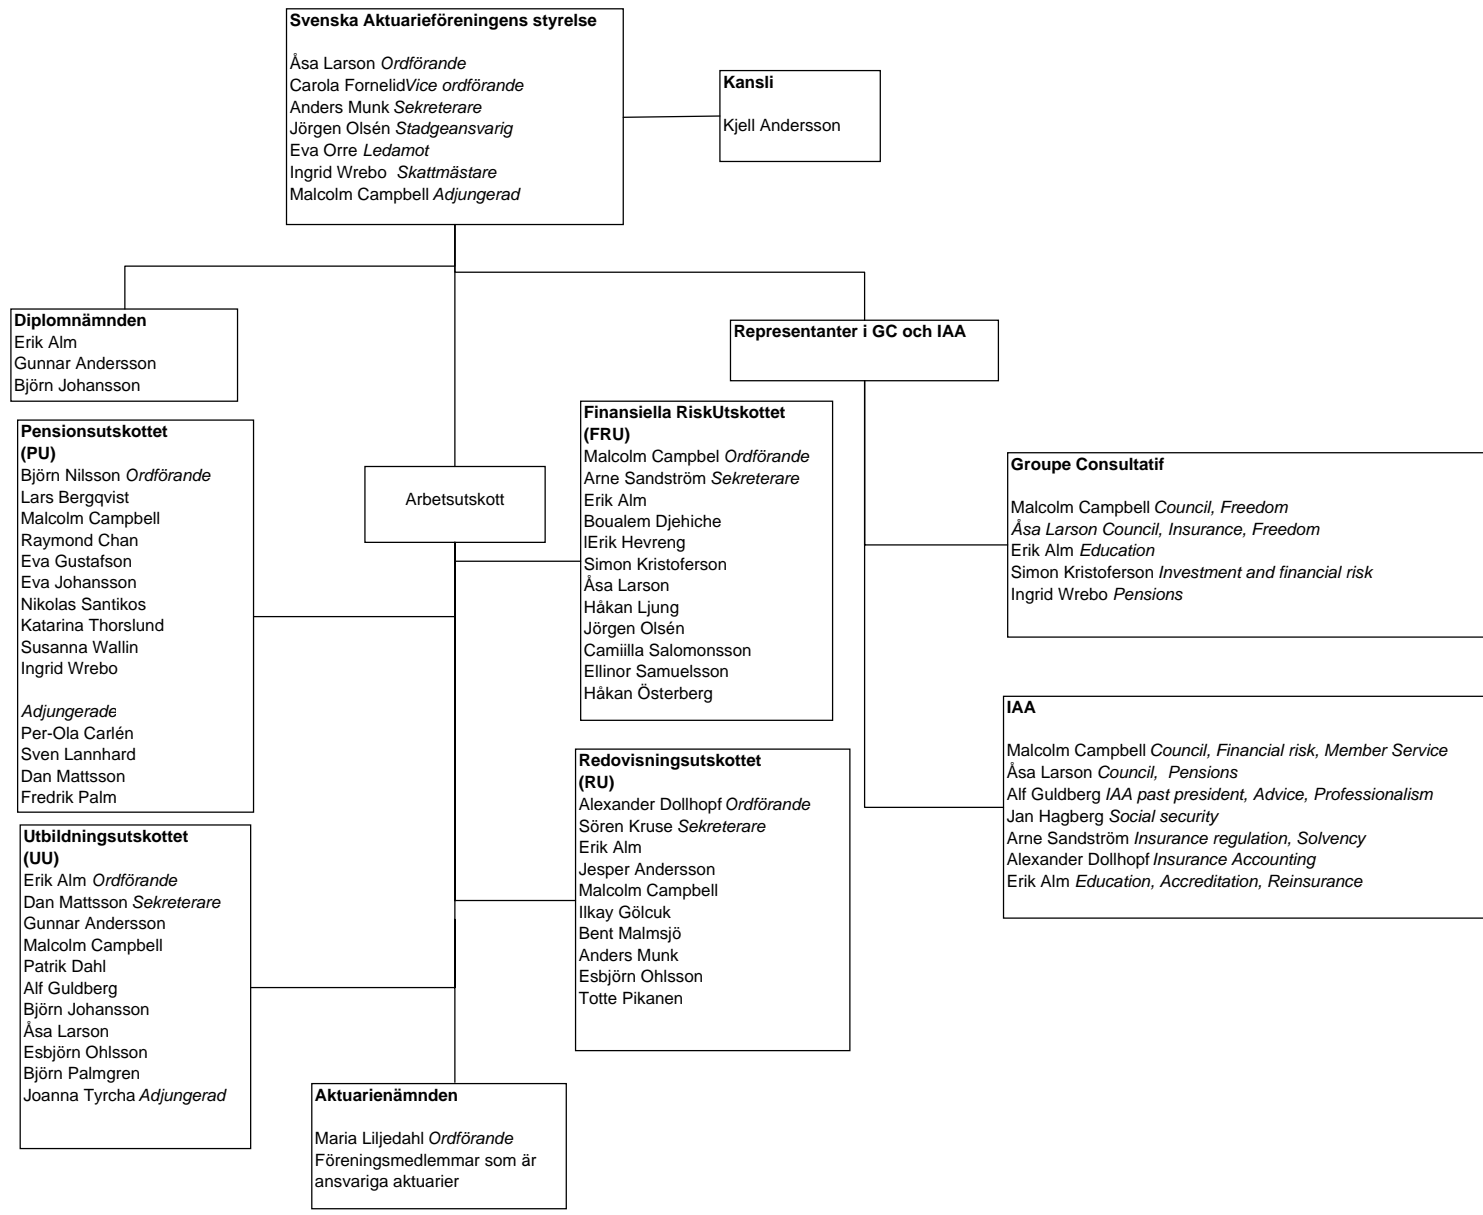 Svenska Aktuarieföreningens styrelse
Åsa Larson Ordförande
Carola FornelidVice ordförande
Anders Munk Sekreterare
Jörgen Olsén Stadgeansvarig
Eva Orre Ledamot
Ingrid Wrebo  Skattmästare
Malcolm Campbell Adjungerad
Kansli
Kjell Andersson
Diplomnämnden
Erik Alm
Gunnar Andersson
Björn Johansson
Representanter i GC och IAA
Pensionsutskottet
(PU)
Björn Nilsson Ordförande
Lars Bergqvist
Malcolm Campbell
Raymond Chan
Eva Gustafson
Eva Johansson
Nikolas Santikos
Katarina Thorslund
Susanna Wallin
Ingrid Wrebo
Adjungerade
Per-Ola Carlén
Sven Lannhard
Dan Mattsson
Fredrik Palm
Arbetsutskott
Finansiella RiskUtskottet
(FRU)
Malcolm Campbel Ordförande
Arne Sandström Sekreterare
Erik Alm
Boualem Djehiche
lErik Hevreng
Simon Kristoferson
Åsa Larson
Håkan Ljung
Jörgen Olsén
Camiilla Salomonsson
Ellinor Samuelsson
Håkan Österberg
Groupe Consultatif
Malcolm Campbell Council, Freedom
Åsa Larson Council, Insurance, Freedom
Erik Alm Education
Simon Kristoferson Investment and financial risk
Ingrid Wrebo Pensions
IAA
Malcolm Campbell Council, Financial risk, Member Service
Åsa Larson Council,  Pensions
Alf Guldberg IAA past president, Advice, Professionalism
Jan Hagberg Social security
Arne Sandström Insurance regulation, Solvency
Alexander Dollhopf Insurance Accounting
Erik Alm Education, Accreditation, Reinsurance
Redovisningsutskottet
(RU)
Alexander Dollhopf Ordförande
Sören Kruse Sekreterare
Erik Alm
Jesper Andersson
Malcolm Campbell
Ilkay Gölcuk
Bent Malmsjö
Anders Munk
Esbjörn Ohlsson
Totte Pikanen
Utbildningsutskottet
(UU)
Erik Alm Ordförande
Dan Mattsson Sekreterare
Gunnar Andersson
Malcolm Campbell
Patrik Dahl
Alf Guldberg
Björn Johansson
Åsa Larson
Esbjörn Ohlsson
Björn Palmgren
Joanna Tyrcha Adjungerad
Aktuarienämnden
Maria Liljedahl Ordförande
Föreningsmedlemmar som är
ansvariga aktuarier